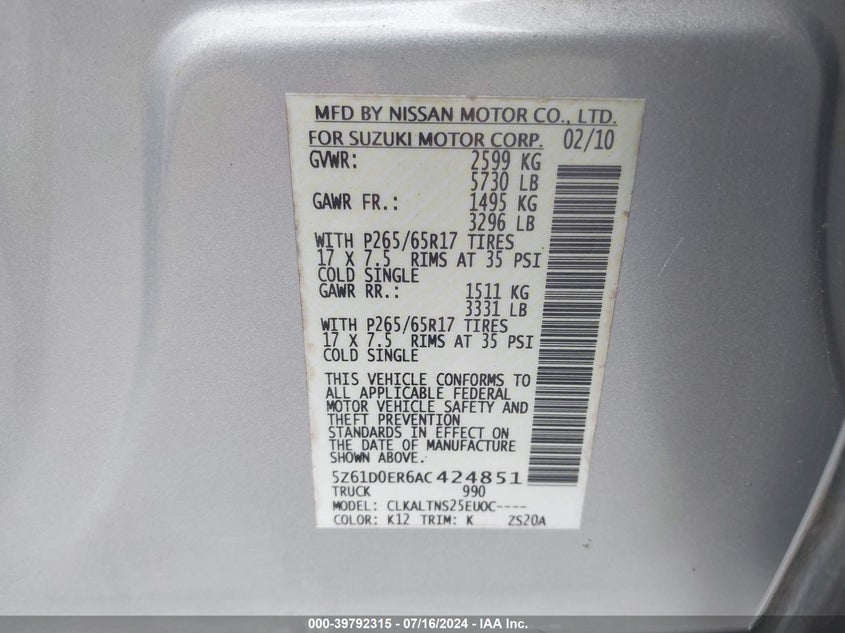 MFD BY NISSAN MOTOR CO., LTD.
FOR SUZUKI MOTOR CORP. 02/10
GVWR: 2599 KG
5730 LB
GAWR FR.: 1495 KG
3296 LB
WITH P265/65R17 TIRES
17 X 7.5 RIMS AT 35 PSI
COLD SINGLE
GAWR RR.: 1511 KG
3331 LB
WITH P265/65R17 TIRES
17 X 7.5 RIMS AT 35 PSI
COLD SINGLE
THIS VEHICLE CONFORMS TO
ALL APPLICABLE FEDERAL
MOTOR VEHICLE SAFETY AND
THEFT PREVENTION
STANDARDS IN EFFECT ON
THE DATE OF MANUFACTURE
SHOWN ABOVE.
5Z61D0ER6AC424851
TRUCK 990
MODEL: CLKALTNS25EUOC----
COLOR: K12 TRIM: K ZS20A
000-39792315 - 07/16/2024 - IAA Inc.